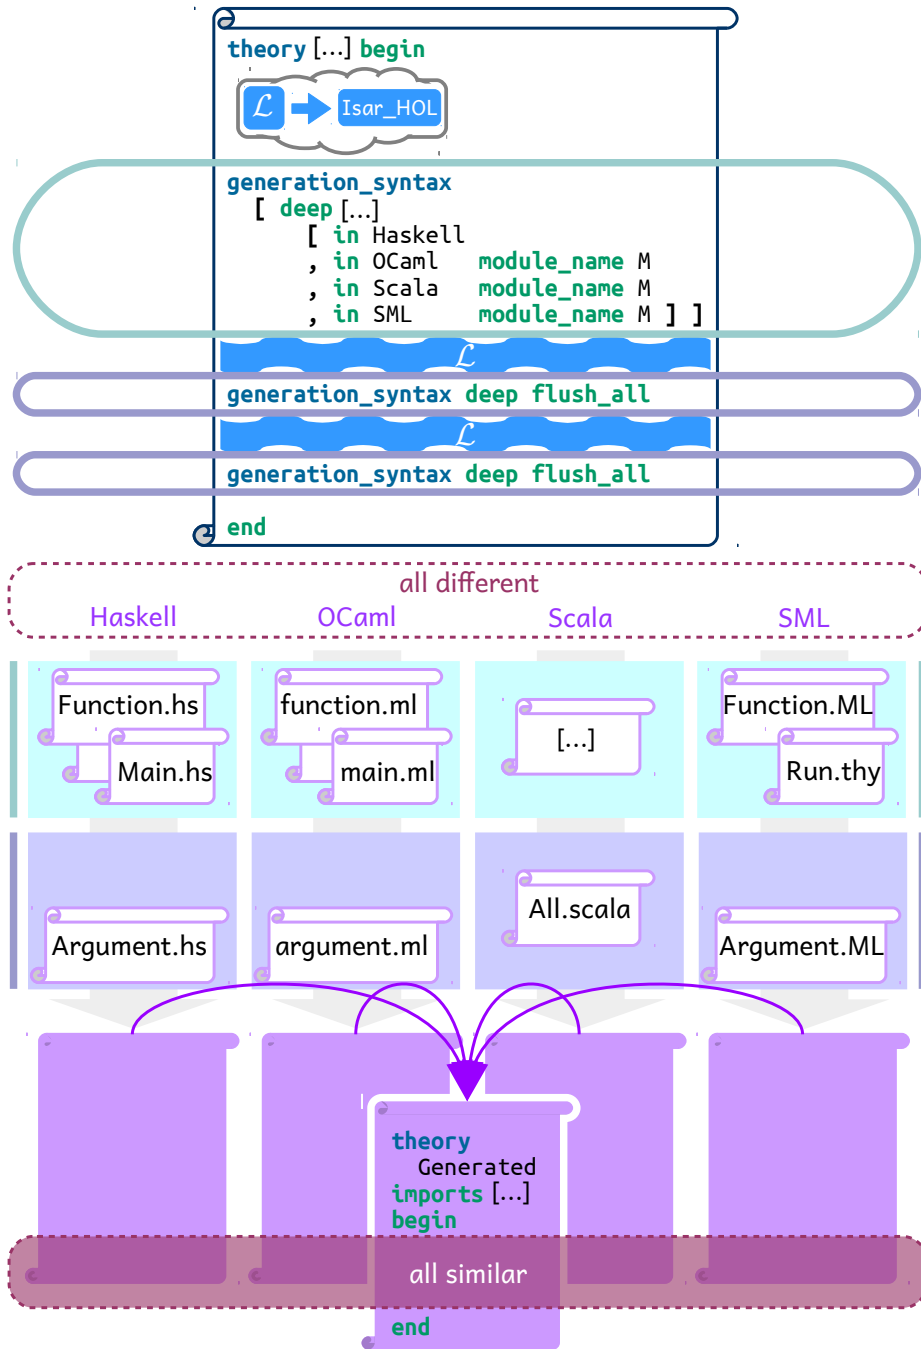 theory [...] begin
ℒ Isar_HOL
generation_syntax
[ deep [...]
[ in Haskell
, in OCaml module_name M
, in Scala module_name M
, in SML module_name M ] ]
ℒ
generation_syntax deep flush_all
ℒ
generation_syntax deep flush_all
end
all different
Haskell OCaml Scala SML
Function.hs function.ml Function.ML
[...]
Main.hs main.ml Run.thy
All.scala
Argument.hs argument.ml Argument.ML
theory
Generated
imports [...]
begin
all similar
end